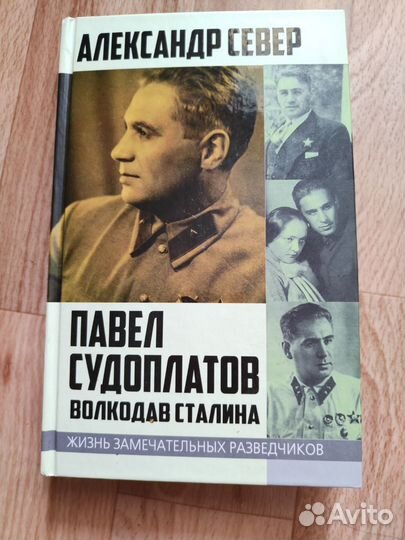 АЛЕКСАНДР СЕВЕР
ПАВЕЛ
СУДОПЛАТОВ
ВОЛКОДАВ СТАЛИНА
ЖИЗНЬ ЗАМЕЧАТЕЛЬНЫХ РАЗВЕДЧИКОВ
Avito